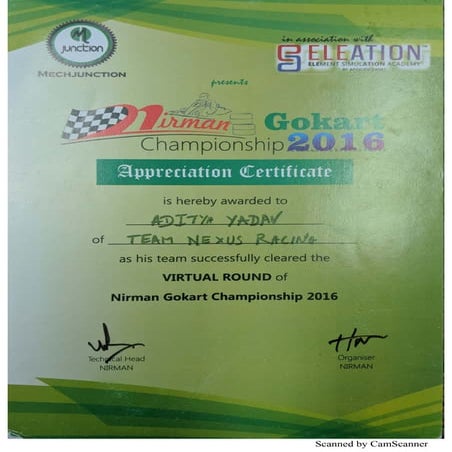 M
junction
MECHJUNCTION
in association with
ELEATION
ELEMENT SIMULATION ACADEMY
presents
Nirman Gokart
Championship 2016
Appreciation Certificate
is hereby awarded to
ADITYA YADAV
of TEAM NEXUS RACING
as his team successfully cleared the
VIRTUAL ROUND of
Nirman Gokart Championship 2016
Technical Head
NIRMAN
Organiser
NIRMAN
Scanned by CamScanner